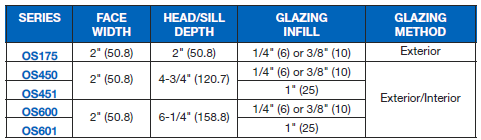 SERIES FACE WIDTH HEAD/SILL DEPTH GLAZING INFILL GLAZING METHOD
OS175 2" (50.8) 2" (50.8) 1/4" (6) or 3/8" (10) Exterior
OS450 2" (50.8) 4-3/4" (120.7) 1/4" (6) or 3/8" (10) Exterior/Interior
OS451 1" (25)
OS600 2" (50.8) 6-1/4" (158.8) 1/4" (6) or 3/8" (10)
OS601 1" (25)